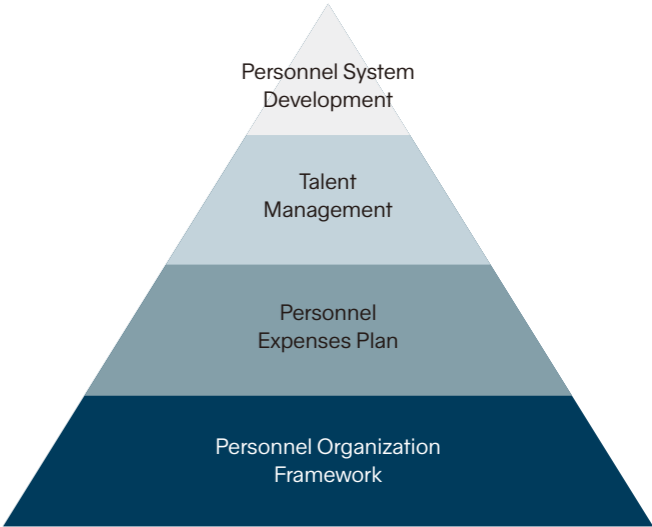 Personnel System
Development
Talent
Management
Personnel
Expenses Plan
Personnel Organization
Framework